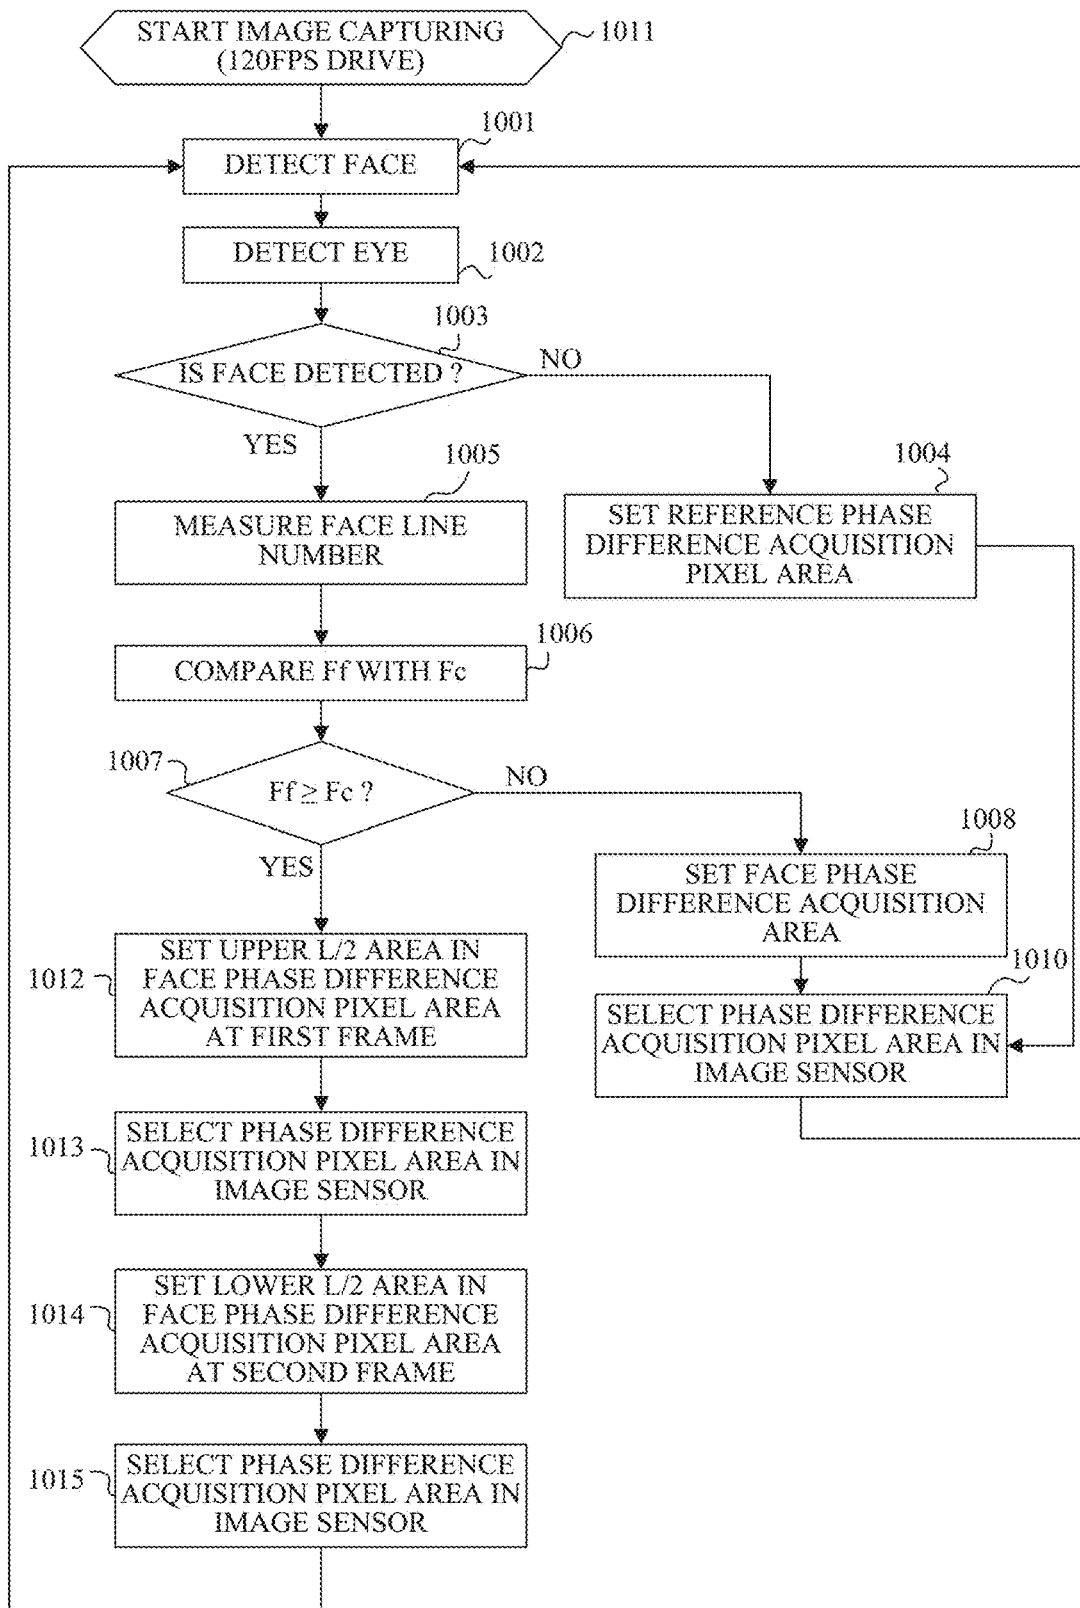 START IMAGE CAPTURING
(120FPS DRIVE)
1011
1001
DETECT FACE
DETECT EYE
1002
1003
IS FACE DETECTED ?
NO
YES
1005
MEASURE FACE LINE
NUMBER
1004
SET REFERENCE PHASE
DIFFERENCE ACQUISITION
PIXEL AREA
1006
COMPARE Ff WITH Fc
1007
Ff ≥ Fc ?
NO
YES
1008
SET FACE PHASE
DIFFERENCE ACQUISITION
AREA
1010
SELECT PHASE DIFFERENCE
ACQUISITION PIXEL AREA IN
IMAGE SENSOR
1012
SET UPPER L/2 AREA IN
FACE PHASE DIFFERENCE
ACQUISITION PIXEL AREA
AT FIRST FRAME
1013
SELECT PHASE DIFFERENCE
ACQUISITION PIXEL AREA IN
IMAGE SENSOR
1014
SET LOWER L/2 AREA IN
FACE PHASE DIFFERENCE
ACQUISITION PIXEL AREA
AT SECOND FRAME
1015
SELECT PHASE DIFFERENCE
ACQUISITION PIXEL AREA IN
IMAGE SENSOR